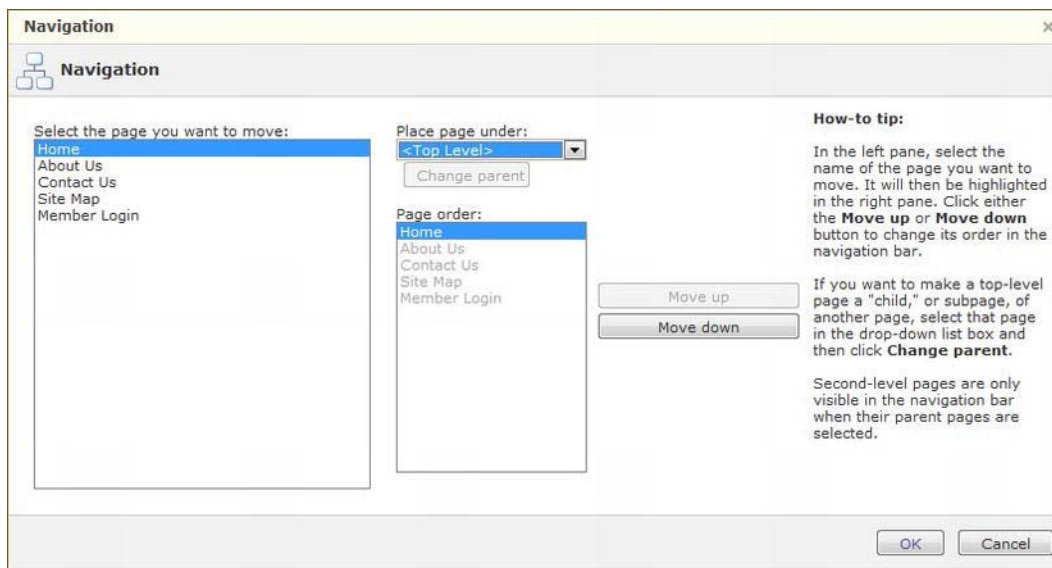 Navigation
Navigation
Select the page you want to move:
Home
About Us
Contact Us
Site Map
Member Login
Place page under:
<Top Level>
Change parent
Page order:
Home
About Us
Contact Us
Site Map
Member Login
Move up
Move down
How-to tip:
In the left pane, select the
name of the page you want to
move. It will then be highlighted
in the right pane. Click either
the Move up or Move down
button to change its order in the
navigation bar.
If you want to make a top-level
page a "child," or subpage, of
another page, select that page
in the drop-down list box and
then click Change parent.
Second-level pages are only
visible in the navigation bar
when their parent pages are
selected.
OK
Cancel